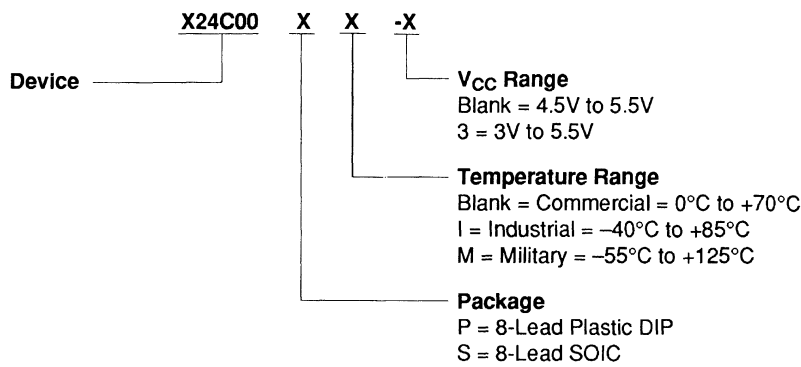 X24C00 X X -X
Device
VCC Range
Blank = 4.5V to 5.5V
3 = 3V to 5.5V
Temperature Range
Blank = Commercial = 0°C to +70°C
I = Industrial = –40°C to +85°C
M = Military = –55°C to +125°C
Package
P = 8-Lead Plastic DIP
S = 8-Lead SOIC